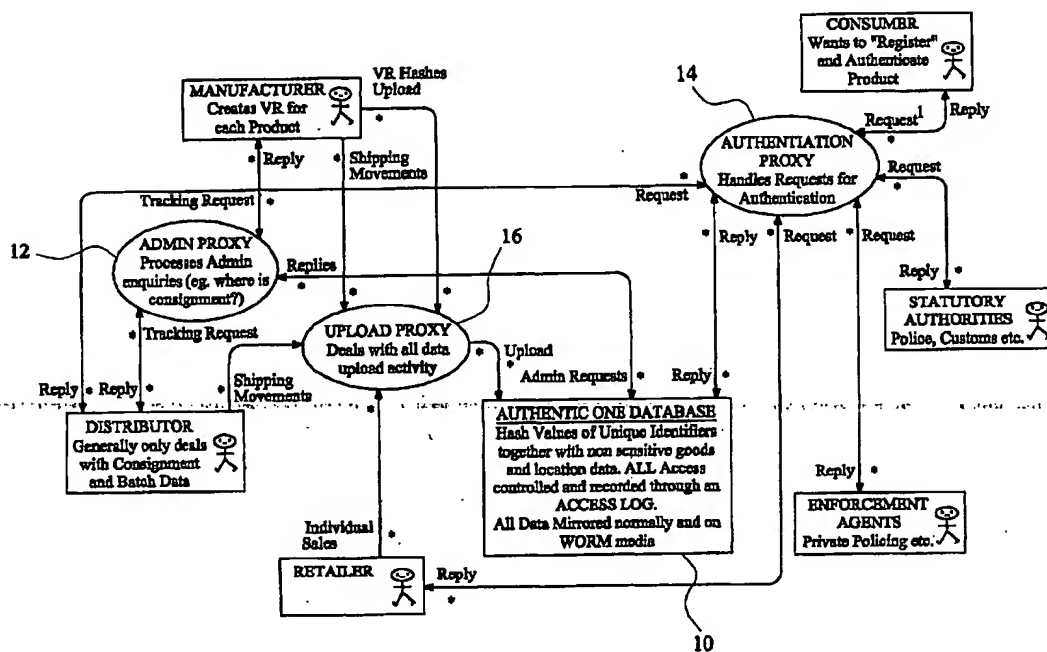 CONSUMER
Wants to "Register"
and Authenticate
Product
14
VR Hashes
Upload
*
MANUFACTURER
Creates VR for
each Product
Request1
*
Reply
AUTHENTIATION
PROXY
Handles Requests for
Authentication
* Reply
* Shipping
Movements
*
Request
* Request
*
Tracking Request *
12
ADMIN PROXY
Processes Admin
enquiries (eg. where is
consignment?)
16
Replies
*
* Reply
* Request
* Request
* Tracking Request
*
*
UPLOAD PROXY
Deals with all data
upload activity
*
* Upload
*
Reply *
STATUTORY
AUTHORITIES
Police, Customs etc.
Reply *
Reply *
* Shipping
Movements
Admin Requests *
Reply *
DISTRIBUTOR
Generally only deals
with Consignment
and Batch Data
AUTHENTIC ONE DATABASE
Hash Values of Unique Identifiers
together with non sensitive goods
and location data. ALL Access
controlled and recorded through an
ACCESS LOG.
All Data Mirrored normally and on
WORM media
Reply *
ENFORCEMENT
AGENTS
Private Policing etc.
Individual
Sales
*
RETAILER
Reply
*
10